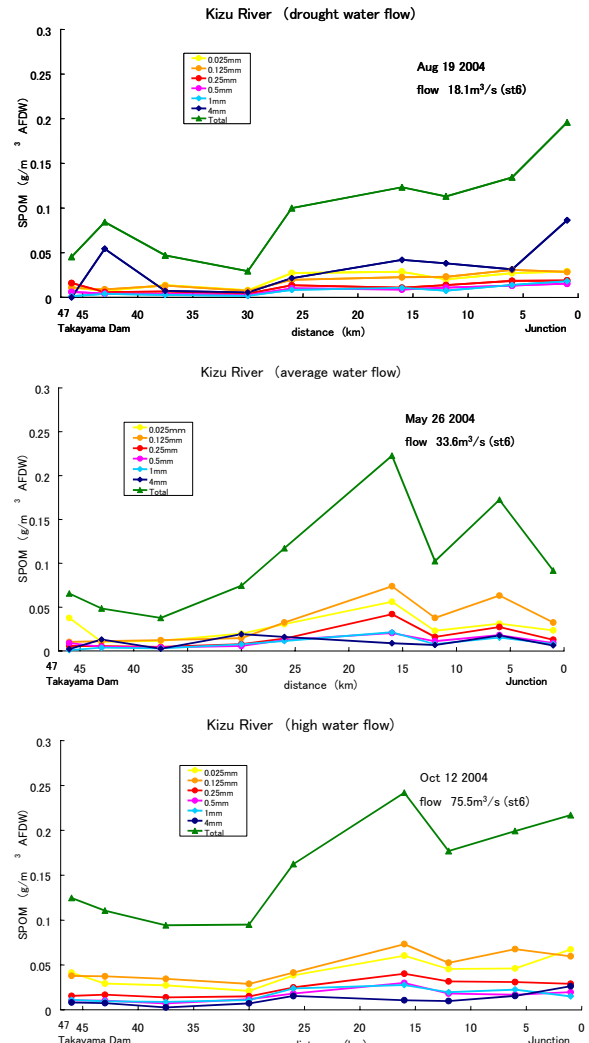 Kizu River （drought water flow）
0.3
0.25
0.2
0.15
0.1
0.05
0
SPOM （g/m³ AFDW）
0.025mm
0.125mm
0.25mm
0.5mm
1mm
4mm
Total
Aug 19 2004
flow 18.1m³/s (st6)
47 45 40 35 30 25 20 15 10 5 0
Takayama Dam distance （km） Junction
Kizu River （average water flow）
0.3
0.25
0.2
0.15
0.1
0.05
0
SPOM （g/m³ AFDW）
0.025mm
0.125mm
0.25mm
0.5mm
1mm
4mm
Total
May 26 2004
flow 33.6m³/s (st6)
47 45 40 35 30 25 20 15 10 5 0
Takayama Dam distance （km） Junction
Kizu River （high water flow）
0.3
0.25
0.2
0.15
0.1
0.05
0
SPOM （g/m³ AFDW）
0.025mm
0.125mm
0.25mm
0.5mm
1mm
4mm
Total
Oct 12 2004
flow 75.5m³/s (st6)
47 45 40 35 30 25 20 15 10 5 0
Takayama Dam distance （km） Junction